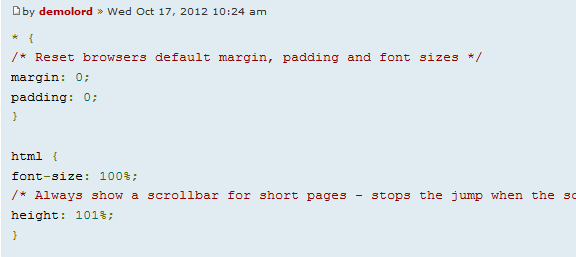 by demolord » Wed Oct 17, 2012 10:24 am
* {
/* Reset browsers default margin, padding and font sizes */
margin: 0;
padding: 0;
}
html {
font-size: 100%;
/* Always show a scrollbar for short pages - stops the jump when the
height: 101%;
}